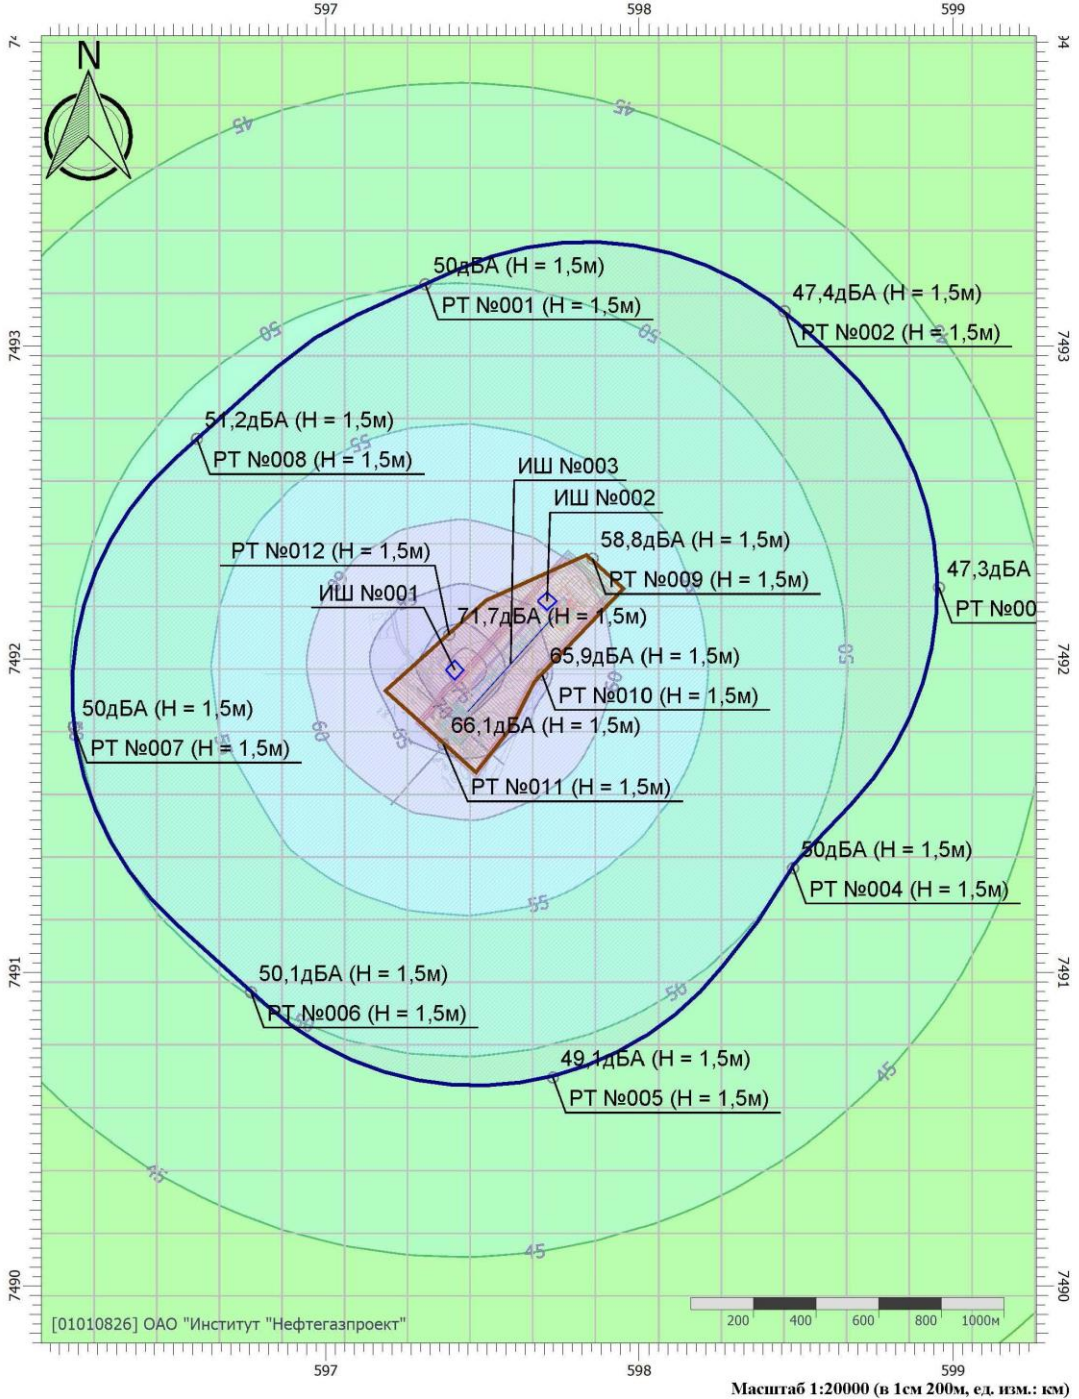 597
598
599
94
N
45
45
50дБА (Н = 1,5м)
РТ №001 (Н = 1,5м)
47,4дБА (Н = 1,5м)
РТ №002 (Н = 1,5м)
45
50
50
7493
7493
51,2дБА (Н = 1,5м)
55
РТ №008 (Н = 1,5м)
ИШ №003
ИШ №002
РТ №012 (Н = 1,5м)
58,8дБА (Н = 1,5м)
РТ №009 (Н = 1,5м)
60
47,3дБА
РТ №00
ИШ №001
65
71,7дБА (Н = 1,5м)
7492
7492
65,9дБА (Н = 1,5м)
50
60
РТ №010 (Н = 1,5м)
50дБА (Н = 1,5м)
66,1дБА (Н = 1,5м)
60
65
РТ №007 (Н = 1,5м)
РТ №011 (Н = 1,5м)
50дБА (Н = 1,5м)
РТ №004 (Н = 1,5м)
55
50,1дБА (Н = 1,5м)
7491
7491
50
РТ №006 (Н = 1,5м)
50
49,1дБА (Н = 1,5м)
45
РТ №005 (Н = 1,5м)
45
45
7490
7490
[01010826] ОАО "Институт "Нефтегазпроект"
200 400 600 800 1000м
597
598
599
Масштаб 1:20000 (в 1см 200м, ед. изм.: км)